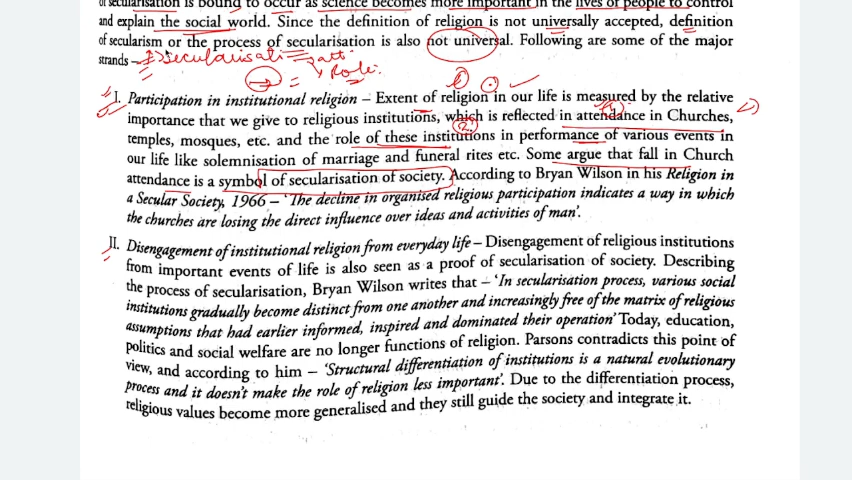 of secularisation is bound to occur as science becomes more important in the lives of people to control
and explain the social world. Since the definition of religion is not universally accepted, definition
of secularism or the process of secularisation is also not universal. Following are some of the major
strands –
Secularisati
Role.
I. Participation in institutional religion – Extent of religion in our life is measured by the relative
importance that we give to religious institutions, which is reflected in attendance in Churches,
temples, mosques, etc. and the role of these institutions in performance of various events in
our life like solemnisation of marriage and funeral rites etc. Some argue that fall in Church
attendance is a symbol of secularisation of society. According to Bryan Wilson in his Religion in
a Secular Society, 1966 – 'The decline in organised religious participation indicates a way in which
the churches are losing the direct influence over ideas and activities of man'.
II. Disengagement of institutional religion from everyday life – Disengagement of religious institutions
from important events of life is also seen as a proof of secularisation of society. Describing
the process of secularisation, Bryan Wilson writes that – 'In secularisation process, various social
institutions gradually become distinct from one another and increasingly free of the matrix of religious
assumptions that had earlier informed, inspired and dominated their operation' Today, education,
politics and social welfare are no longer functions of religion. Parsons contradicts this point of
view, and according to him – 'Structural differentiation of institutions is a natural evolutionary
process and it doesn't make the role of religion less important'. Due to the differentiation process,
religious values become more generalised and they still guide the society and integrate it.